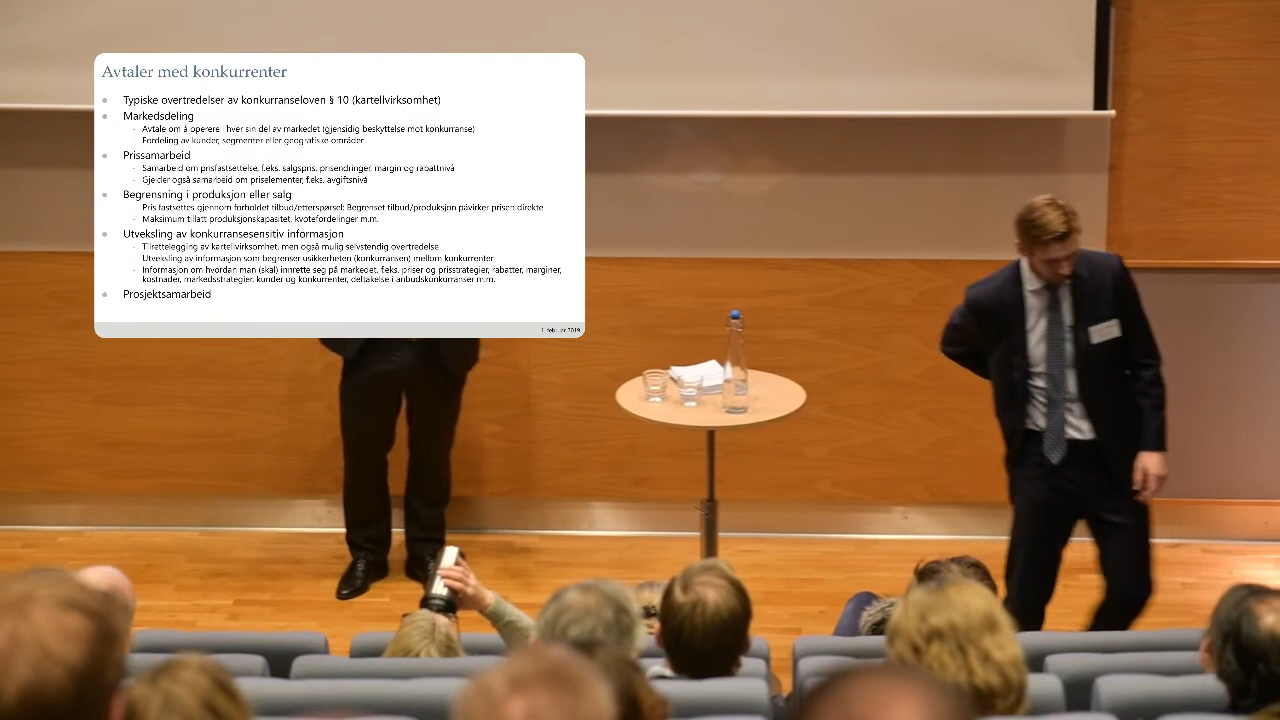 Avtaler med konkurrenter
Typiske overtredelser av konkurranseloven § 10 (kartellvirksomhet)
Markedsdeling
Avtale om å operere i hver sin del av markedet (gjensidig beskyttelse mot konkurranse)
Fordeling av kunder, segmenter eller geografiske områder
Prissamarbeid
Samarbeid om prisfastsettelse, f.eks. salgspris, prisendringer, margin og rabattnivå
Gjelder også samarbeid om priselementer, f.eks. avgiftsnivå
Begrensning i produksjon eller salg
Pris fastsettes gjennom forholdet tilbud/etterspørsel: Begrenset tilbud/produksjon påvirker prisen direkte
Maksimum tillatt produksjonskapasitet, kvotefordelinger m.m.
Utveksling av konkurransesensitiv informasjon
Tilrettelegging av kartellvirksomhet, men også mulig selvstendig overtredelse
Utveksling av informasjon som begrenser usikkerheten (konkurransen) mellom konkurrenter
Informasjon om hvordan man (skal) innrette seg på markedet, f.eks. priser og prisstrategier, rabatter, marginer,
kostnader, markedsstrategier, kunder og konkurrenter, deltakelse i anbudskonkurranser m.m.
Prosjektsamarbeid
1. februar 2019